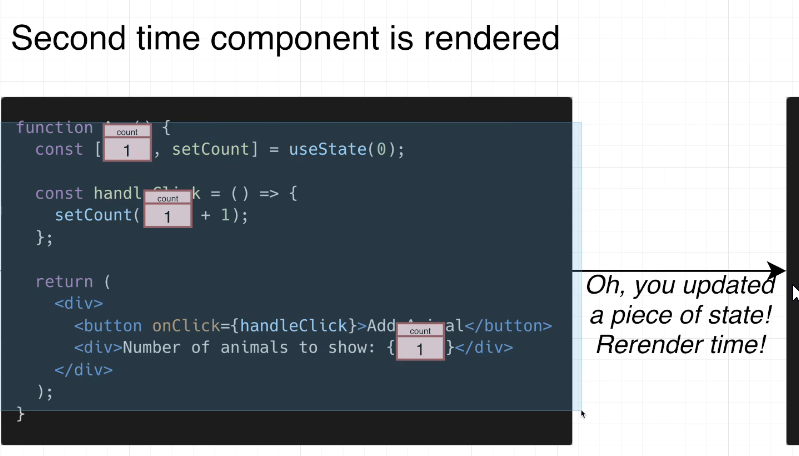 Second time component is rendered
function () {
count
const [1, setCount] = useState(0);
const handleClick = () => {
count
setCount(1 + 1);
};
return (
<div>
<button onClick={handleClick}>Add Animal</button>
count
<div>Number of animals to show: {1}</div>
</div>
);
}
Oh, you updated
a piece of state!
Rerender time!